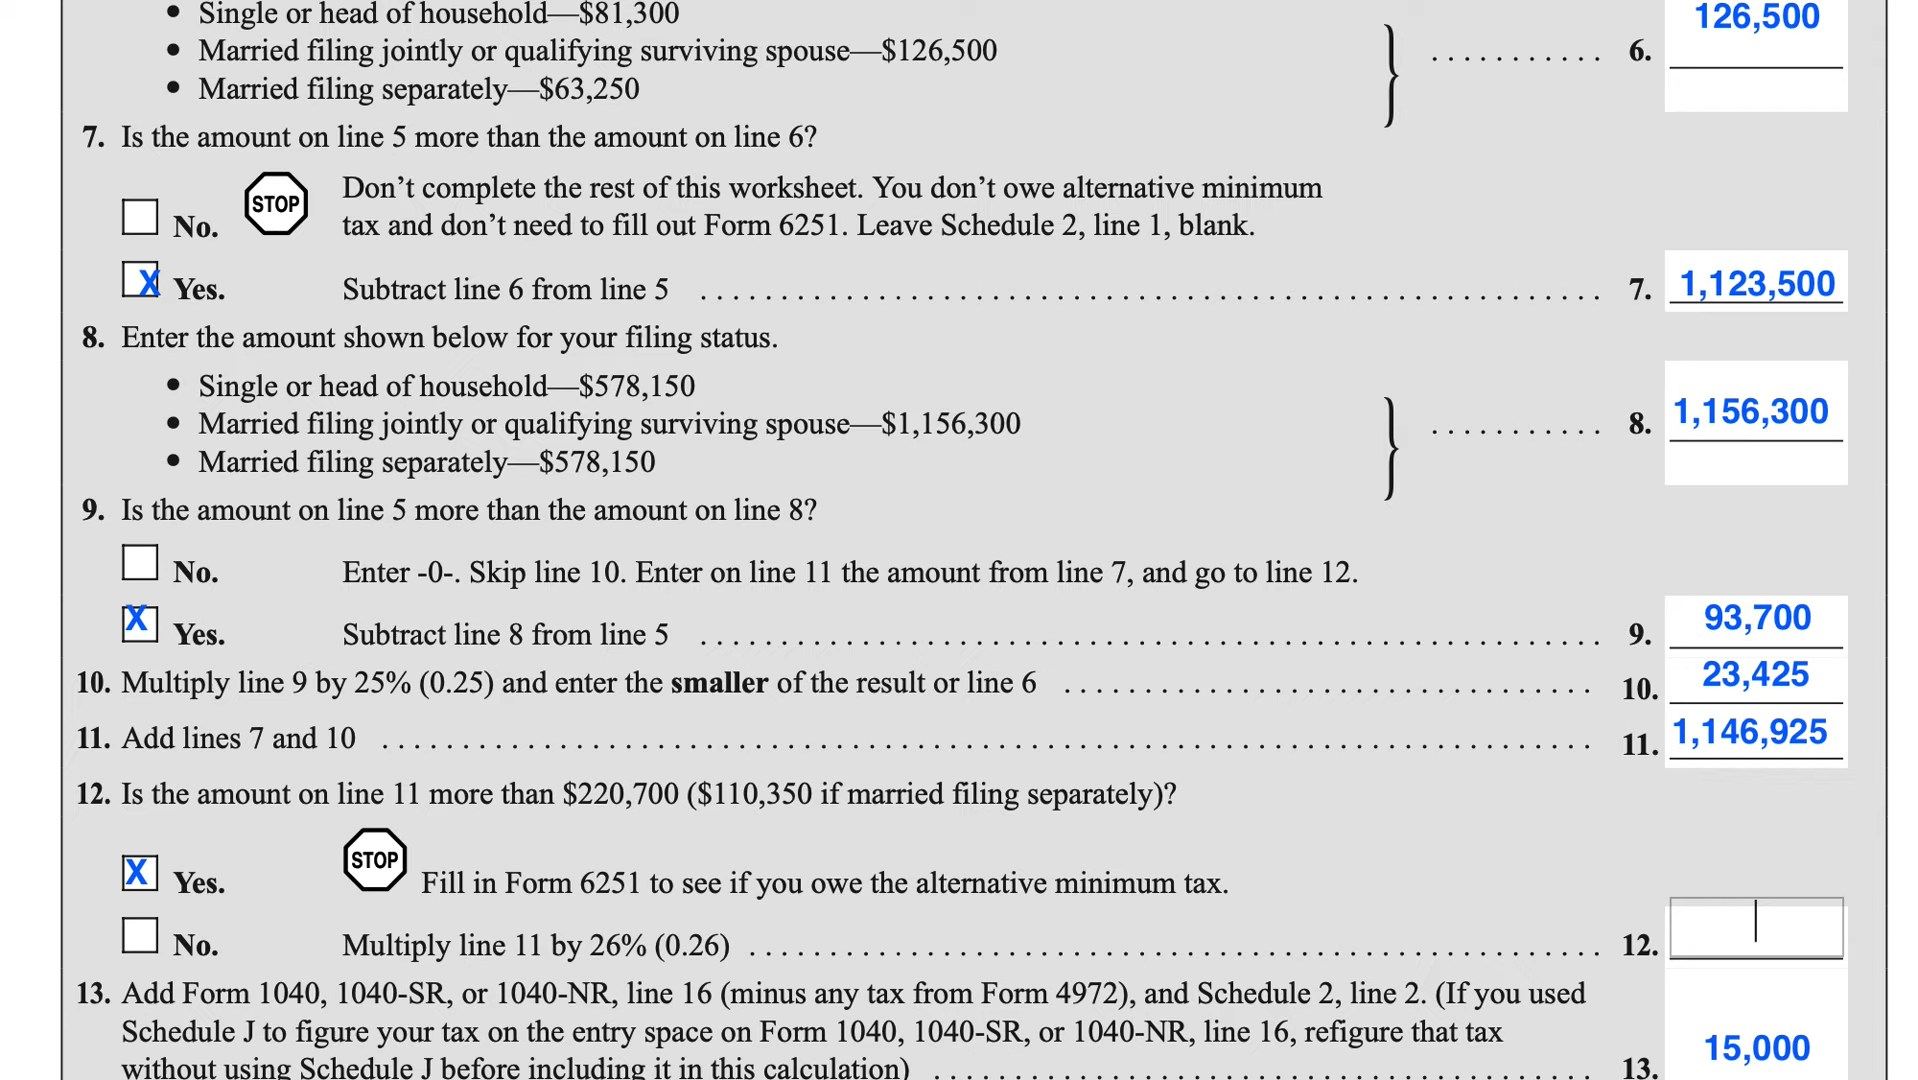 • Single or head of household—$81,300
126,500
• Married filing jointly or qualifying surviving spouse—$126,500 ........... 6.
• Married filing separately—$63,250
7. Is the amount on line 5 more than the amount on line 6?
STOP Don’t complete the rest of this worksheet. You don’t owe alternative minimum
No. tax and don’t need to fill out Form 6251. Leave Schedule 2, line 1, blank.
X Yes. Subtract line 6 from line 5 ........ 7. 1,123,500
8. Enter the amount shown below for your filing status.
• Single or head of household—$578,150
• Married filing jointly or qualifying surviving spouse—$1,156,300 ........... 8. 1,156,300
• Married filing separately—$578,150
9. Is the amount on line 5 more than the amount on line 8?
No. Enter -0-. Skip line 10. Enter on line 11 the amount from line 7, and go to line 12.
X Yes. Subtract line 8 from line 5 ........ 9. 93,700
10. Multiply line 9 by 25% (0.25) and enter the smaller of the result or line 6 ........ 10. 23,425
11. Add lines 7 and 10 ........ 11. 1,146,925
12. Is the amount on line 11 more than $220,700 ($110,350 if married filing separately)?
X Yes. STOP Fill in Form 6251 to see if you owe the alternative minimum tax.
No. Multiply line 11 by 26% (0.26) ........ 12.
13. Add Form 1040, 1040-SR, or 1040-NR, line 16 (minus any tax from Form 4972), and Schedule 2, line 2. (If you used
Schedule J to figure your tax on the entry space on Form 1040, 1040-SR, or 1040-NR, line 16, refigure that tax
without using Schedule J before including it in this calculation) ........ 13. 15,000